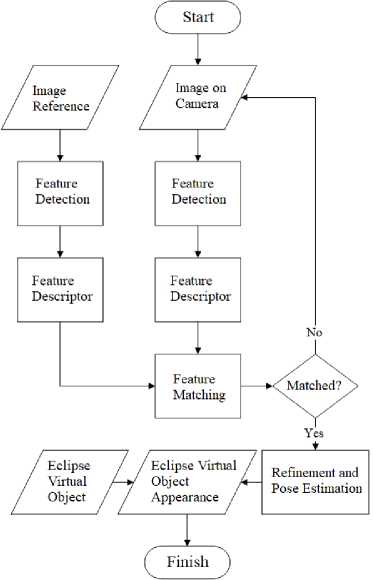 Start
Image
Reference
Image on
Camera
Feature
Detection
Feature
Detection
Feature
Descriptor
Feature
Descriptor
No
Feature
Matching
Matched?
Yes
Eclipse
Virtual
Object
Eclipse Virtual
Object
Appearance
Refinement and
Pose Estimation
Finish